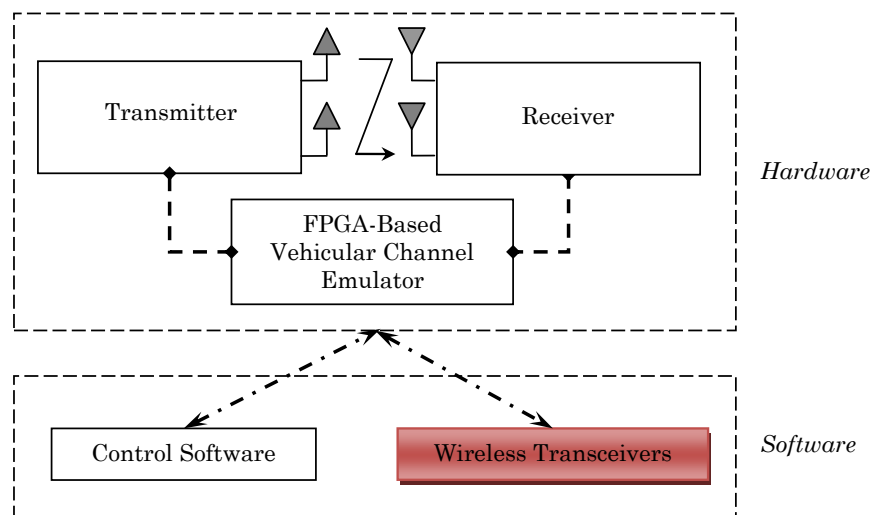 Transmitter
Receiver
Hardware
FPGA-Based
Vehicular Channel
Emulator
Control Software
Wireless Transceivers
Software